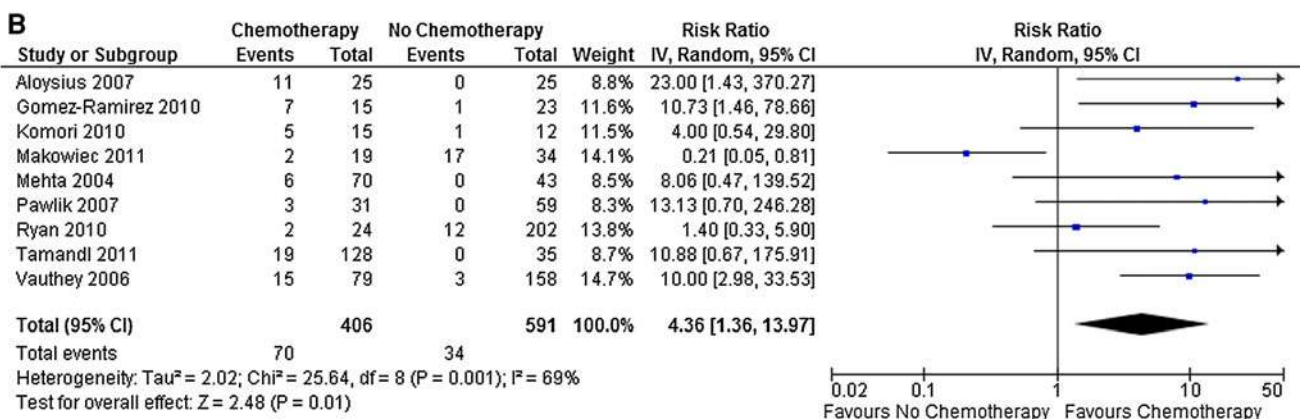 B
Chemotherapy No Chemotherapy Risk Ratio Risk Ratio
Study or Subgroup Events Total Events Total Weight IV, Random, 95% CI IV, Random, 95% CI
Aloysius 2007 11 25 0 25 8.8% 23.00 [1.43, 370.27]
Gomez-Ramirez 2010 7 15 1 23 11.6% 10.73 [1.46, 78.66]
Komori 2010 5 15 1 12 11.5% 4.00 [0.54, 29.80]
Makowiec 2011 2 19 17 34 14.1% 0.21 [0.05, 0.81]
Mehta 2004 6 70 0 43 8.5% 8.06 [0.47, 139.52]
Pawlik 2007 3 31 0 59 8.3% 13.13 [0.70, 246.28]
Ryan 2010 2 24 12 202 13.8% 1.40 [0.33, 5.90]
Tamandl 2011 19 128 0 35 8.7% 10.88 [0.67, 175.91]
Vauthey 2006 15 79 3 158 14.7% 10.00 [2.98, 33.53]
Total (95% CI) 406 591 100.0% 4.36 [1.36, 13.97]
Total events 70 34
Heterogeneity: Tau² = 2.02; Chi² = 25.64, df = 8 (P = 0.001); I² = 69%
Test for overall effect: Z = 2.48 (P = 0.01)
0.02 0.1 1 10 50
Favours No Chemotherapy Favours Chemotherapy